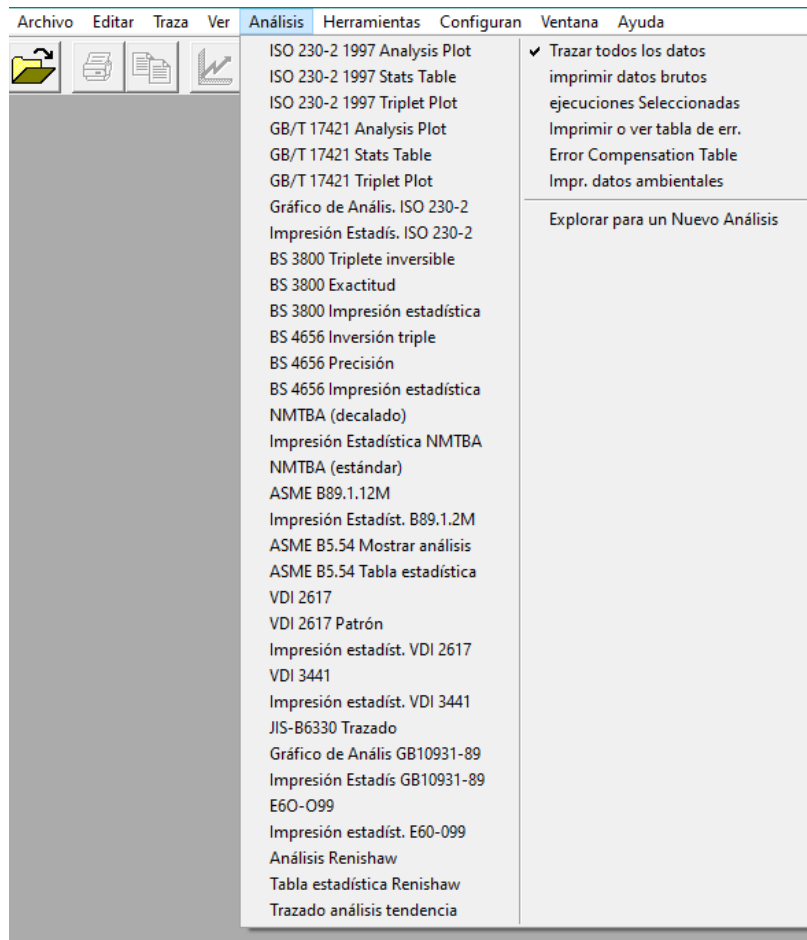 Archivo Editar Traza Ver Análisis Herramientas Configuran Ventana Ayuda
ISO 230-2 1997 Analysis Plot
ISO 230-2 1997 Stats Table
ISO 230-2 1997 Triplet Plot
GB/T 17421 Analysis Plot
GB/T 17421 Stats Table
GB/T 17421 Triplet Plot
Gráfico de Anális. ISO 230-2
Impresión Estadís. ISO 230-2
BS 3800 Triplete inversible
BS 3800 Exactitud
BS 3800 Impresión estadística
BS 4656 Inversión triple
BS 4656 Precisión
BS 4656 Impresión estadística
NMTBA (decalado)
Impresión Estadística NMTBA
NMTBA (estándar)
ASME B89.1.12M
Impresión Estadíst. B89.1.2M
ASME B5.54 Mostrar análisis
ASME B5.54 Tabla estadística
VDI 2617
VDI 2617 Patrón
Impresión estadíst. VDI 2617
VDI 3441
Impresión estadíst. VDI 3441
JIS-B6330 Trazado
Gráfico de Anális GB10931-89
Impresión Estadís GB10931-89
E6O-O99
Impresión estadíst. E60-099
Análisis Renishaw
Tabla estadística Renishaw
Trazado análisis tendencia
Trazar todos los datos
imprimir datos brutos
ejecuciones Seleccionadas
Imprimir o ver tabla de err.
Error Compensation Table
Impr. datos ambientales
Explorar para un Nuevo Análisis